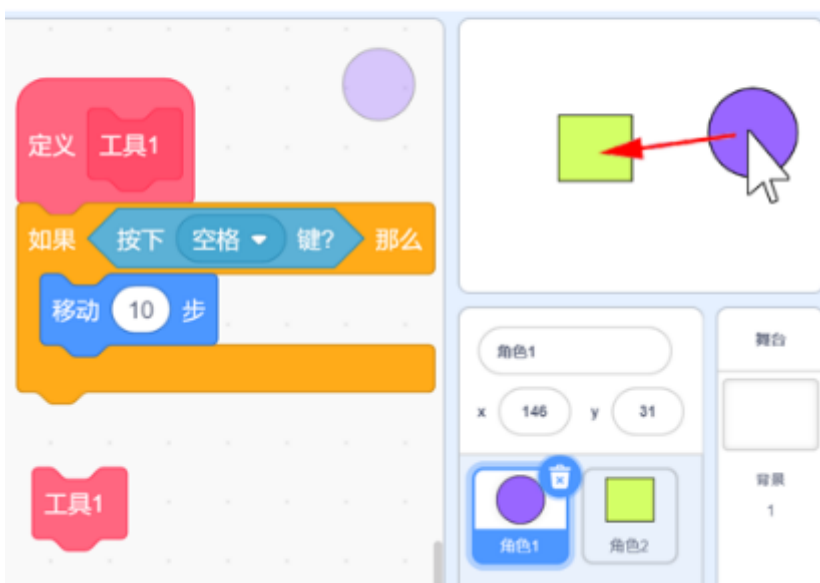 定义 工具1
如果 按下 空格 键? 那么
移动 10 步
工具1
角色1
x 146 y 31
角色1
角色2
舞台
背景
1